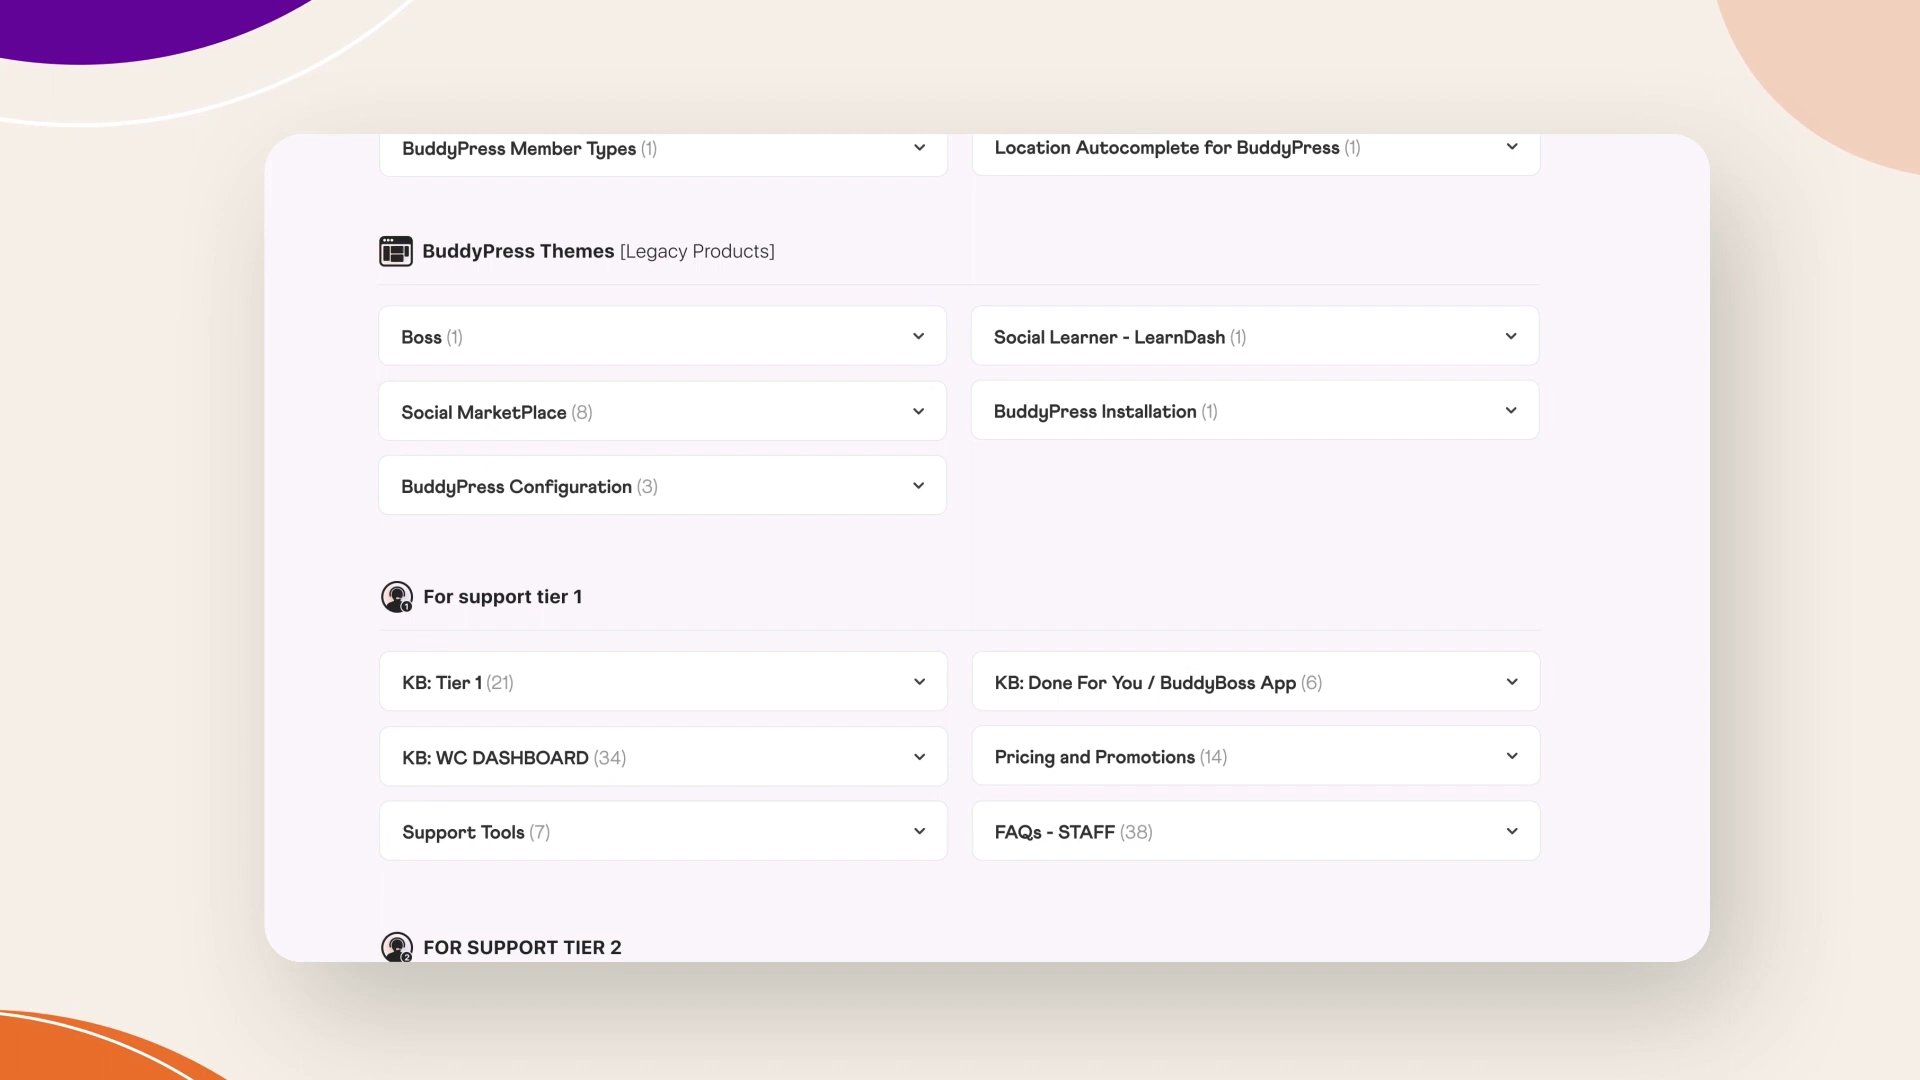 BuddyPress Member Types (1)
Location Autocomplete for BuddyPress (1)
BuddyPress Themes [Legacy Products]
Boss (1)
Social Learner - LearnDash (1)
Social MarketPlace (8)
BuddyPress Installation (1)
BuddyPress Configuration (3)
For support tier 1
KB: Tier 1 (21)
KB: Done For You / BuddyBoss App (6)
KB: WC DASHBOARD (34)
Pricing and Promotions (14)
Support Tools (7)
FAQs - STAFF (38)
FOR SUPPORT TIER 2